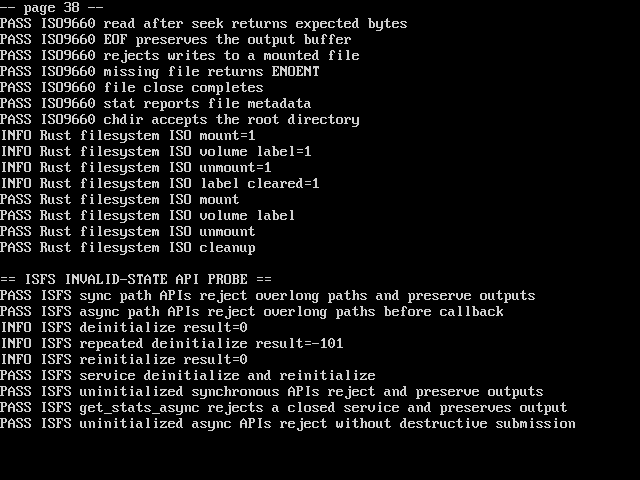 -- page 38 --
PASS ISO9660 read after seek returns expected bytes
PASS ISO9660 EOF preserves the output buffer
PASS ISO9660 rejects writes to a mounted file
PASS ISO9660 missing file returns ENOENT
PASS ISO9660 file close completes
PASS ISO9660 stat reports file metadata
PASS ISO9660 chdir accepts the root directory
INFO Rust filesystem ISO mount=1
INFO Rust filesystem ISO volume label=1
INFO Rust filesystem ISO unmount=1
INFO Rust filesystem ISO label cleared=1
PASS Rust filesystem ISO mount
PASS Rust filesystem ISO volume label
PASS Rust filesystem ISO unmount
PASS Rust filesystem ISO cleanup

== ISFS INVALID-STATE API PROBE ==
PASS ISFS sync path APIs reject overlong paths and preserve outputs
PASS ISFS async path APIs reject overlong paths before callback
INFO ISFS deinitialize result=0
INFO ISFS repeated deinitialize result=-101
INFO ISFS reinitialize result=0
PASS ISFS service deinitialize and reinitialize
PASS ISFS uninitialized synchronous APIs reject and preserve outputs
PASS ISFS get_stats_async rejects a closed service and preserves output
PASS ISFS uninitialized async APIs reject without destructive submission